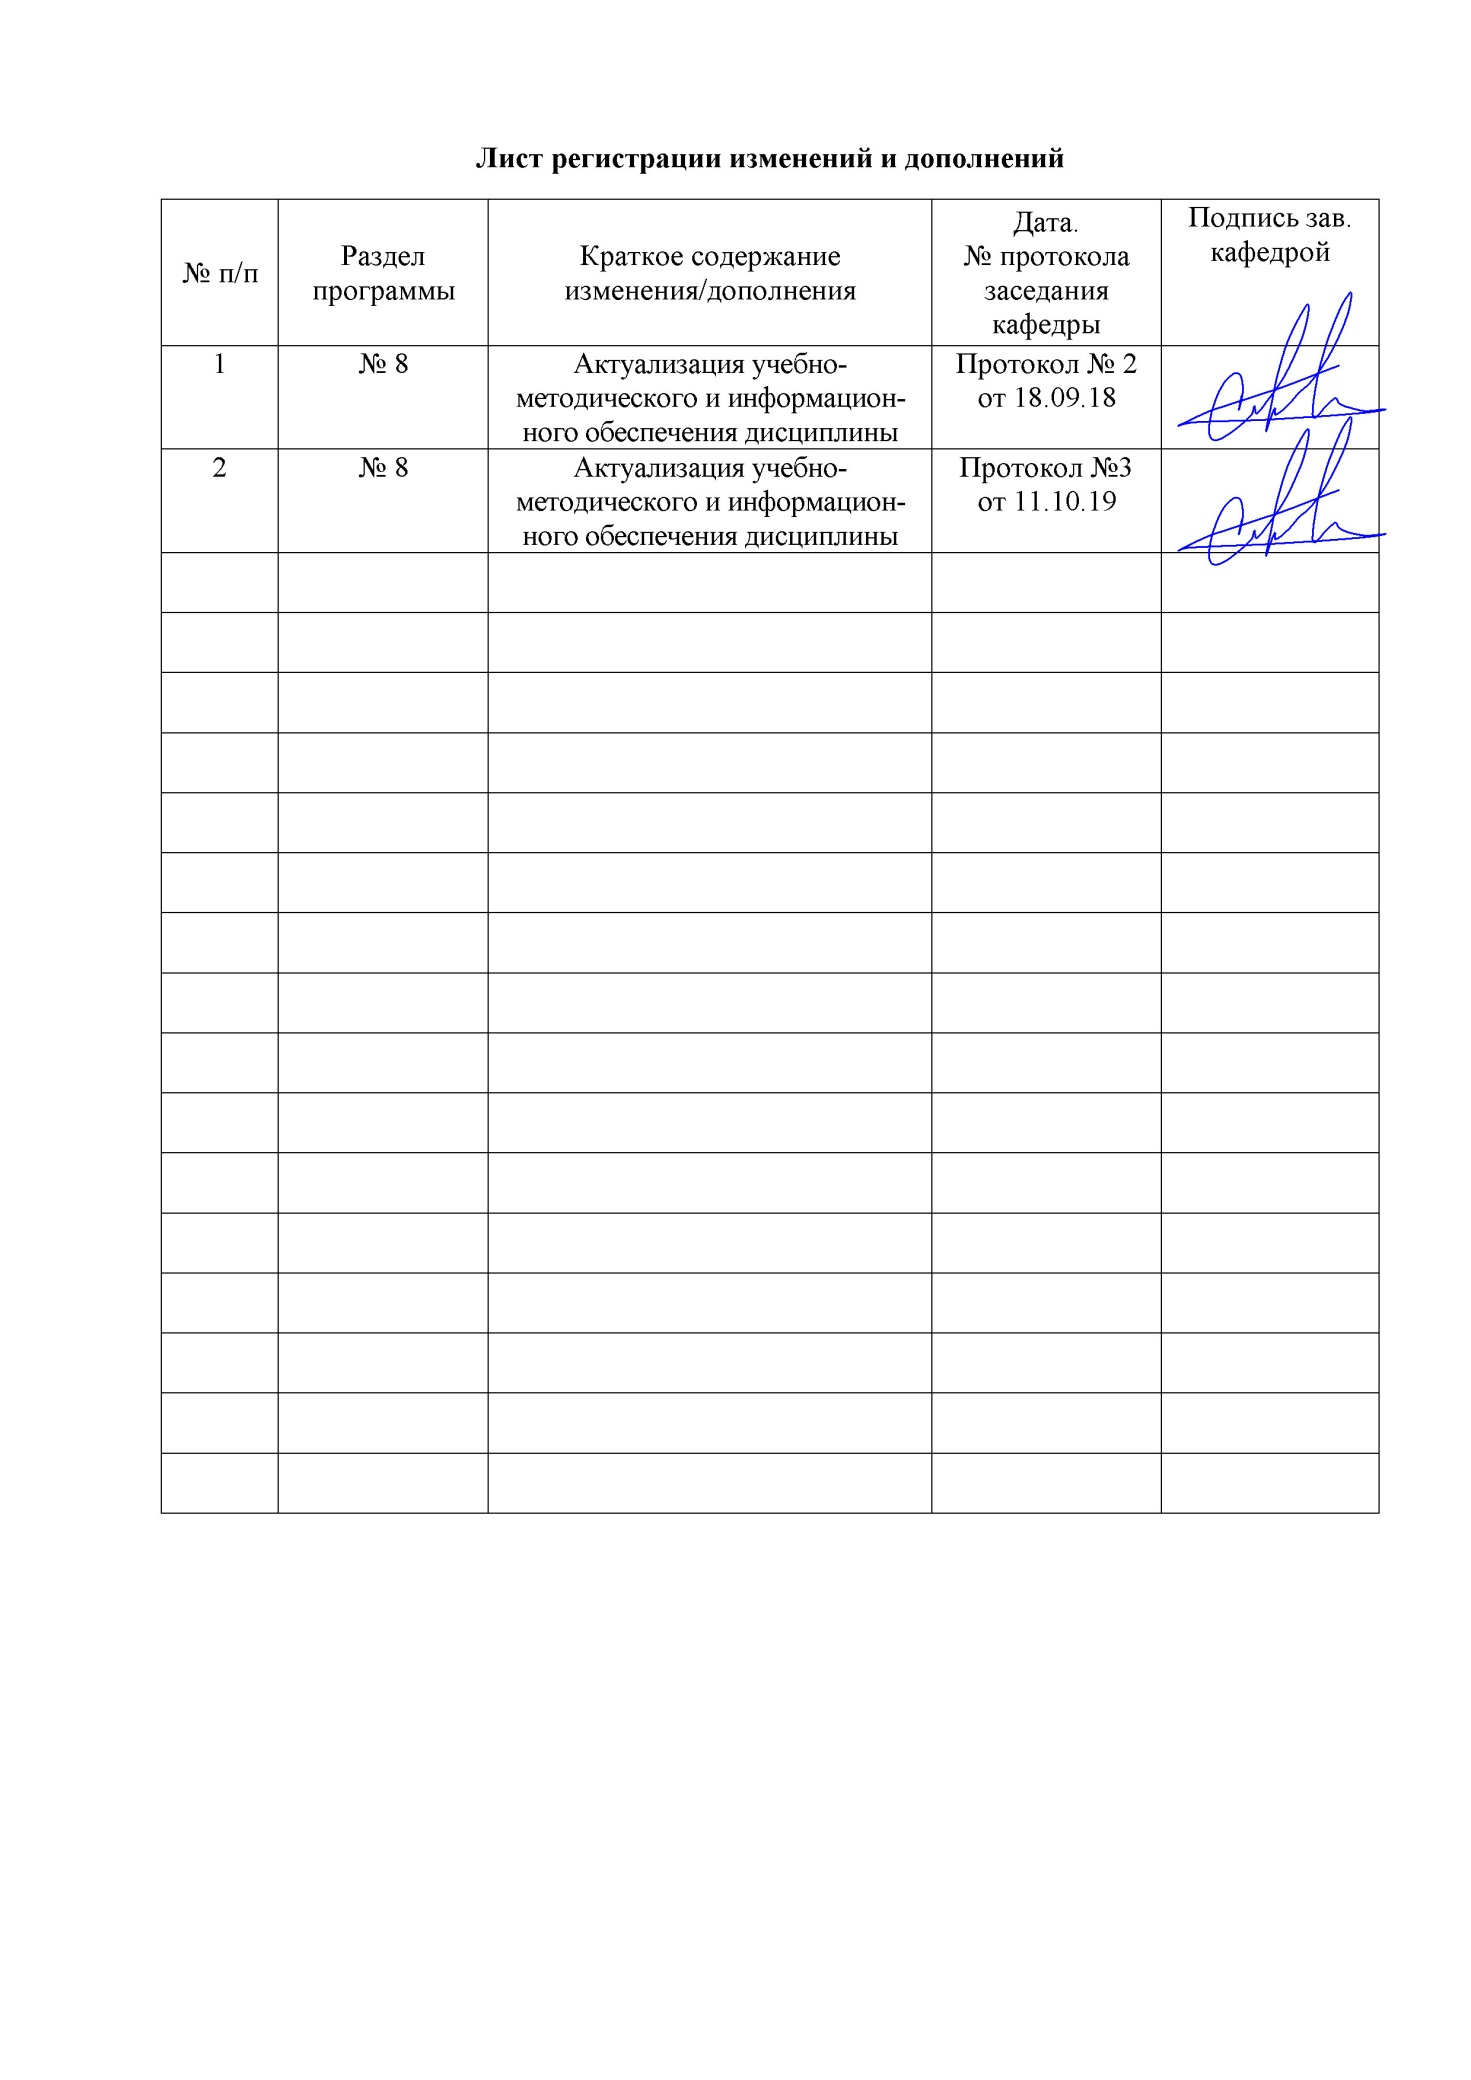 Лист регистрации изменений и дополнений
№ п/п
Раздел
программы
Краткое содержание
изменения/дополнения
Дата.
№ протокола
заседания
кафедры
Подпись зав.
кафедрой
1
№ 8
Актуализация учебно-
методического и информацион-
ного обеспечения дисциплины
Протокол № 2
от 18.09.18
2
№ 8
Актуализация учебно-
методического и информацион-
ного обеспечения дисциплины
Протокол №3
от 11.10.19